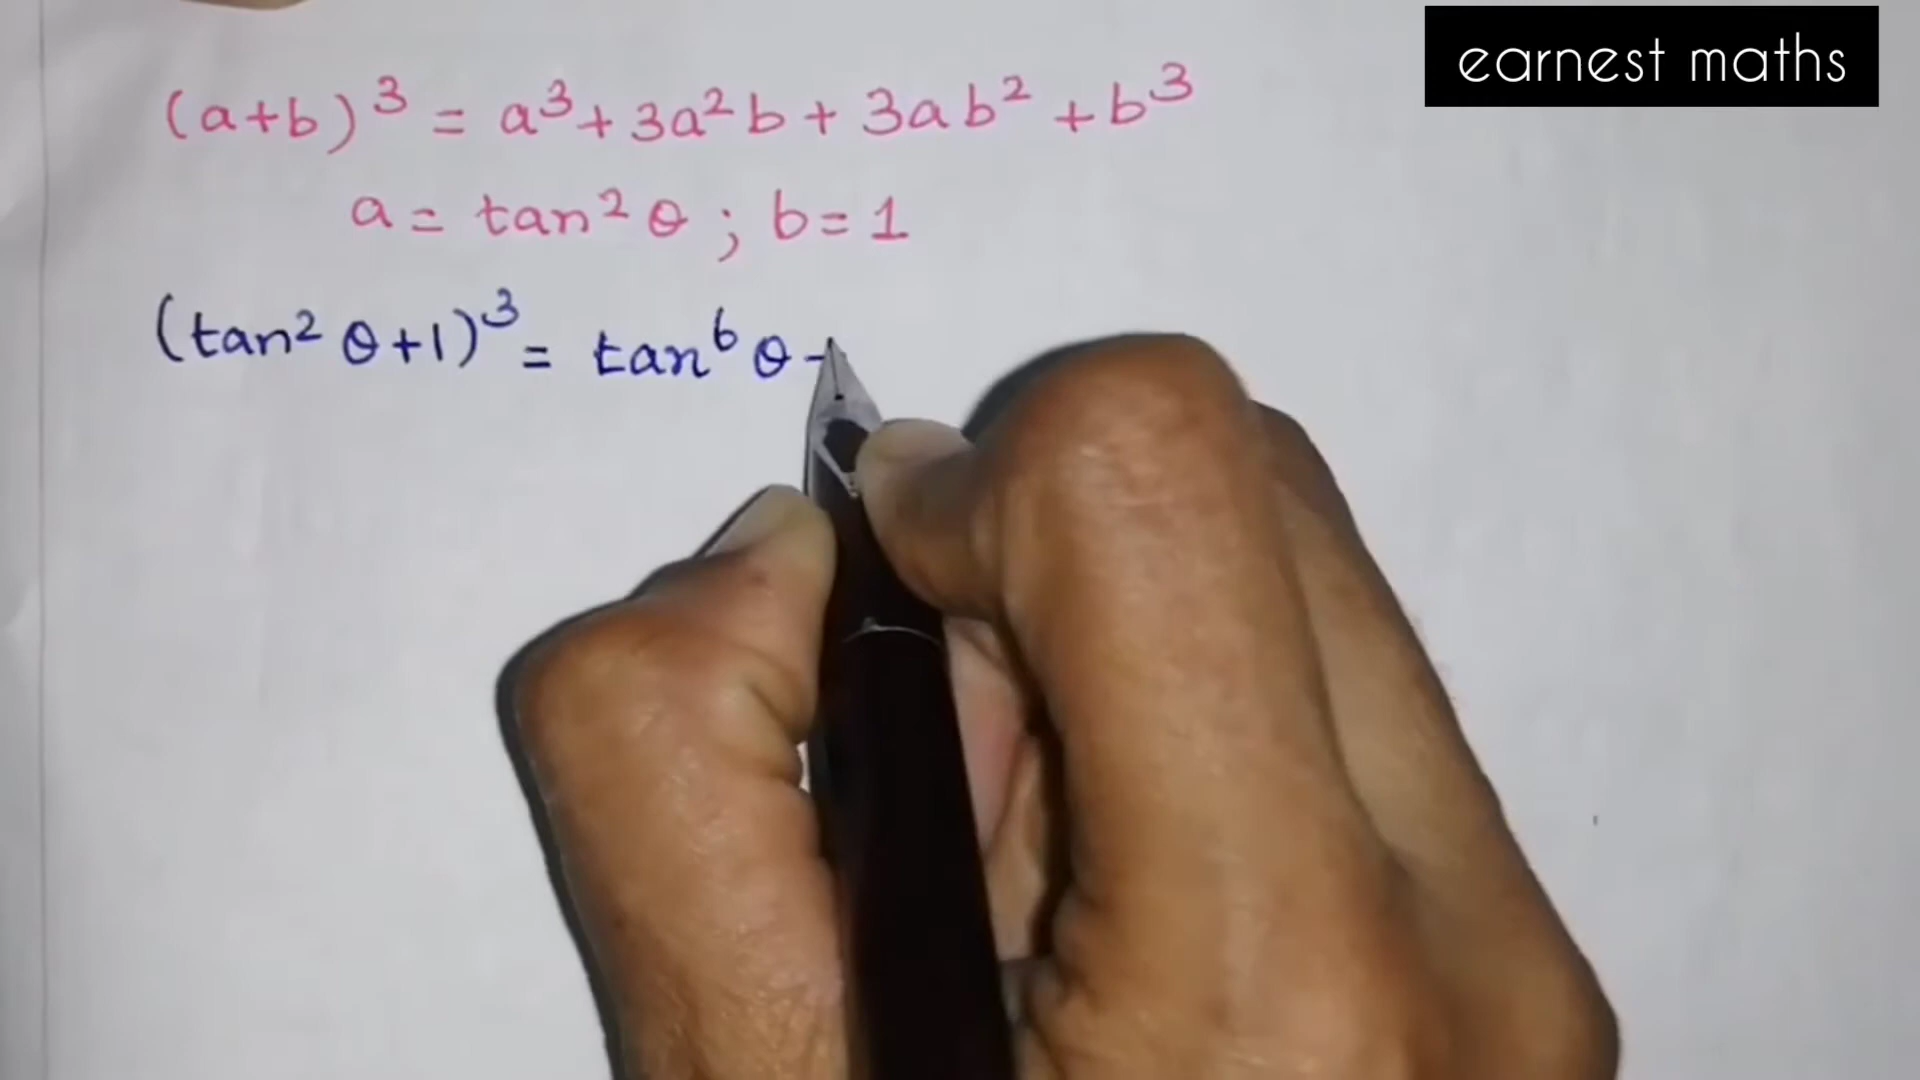 earnest maths
(a+b)³ = a³+3a²b+3ab²+b³
a = tan²θ ; b=1
(tan²θ+1)³ = tan⁶θ